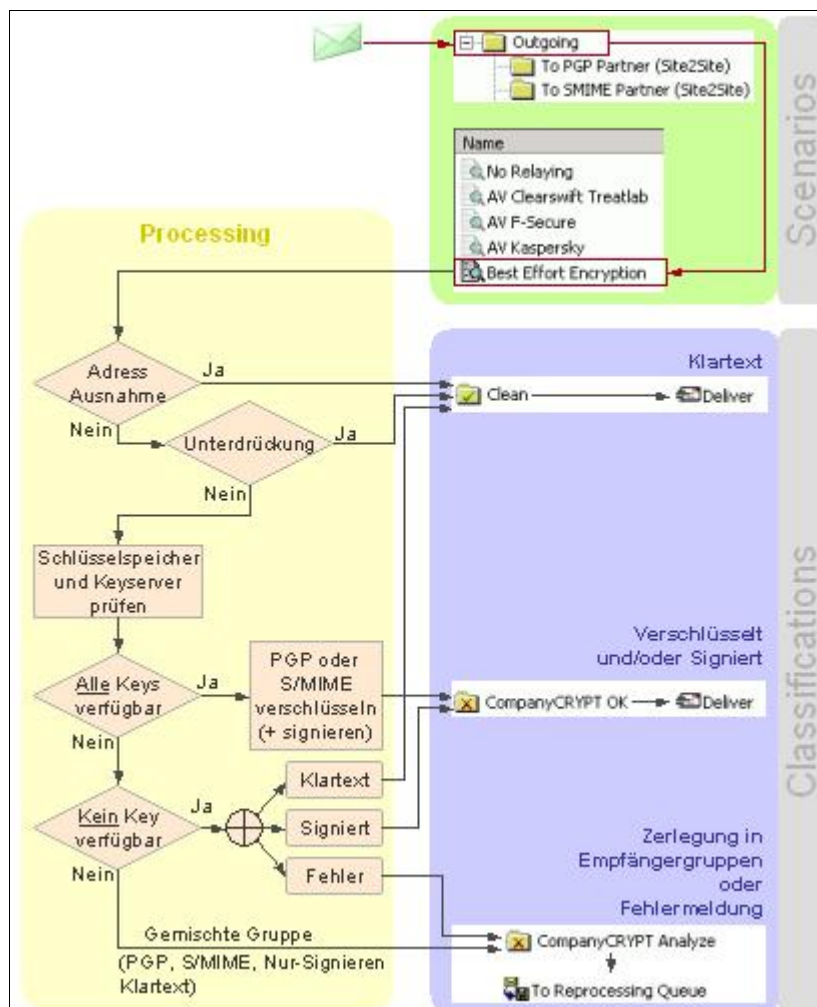 Outgoing
To PGP Partner (Site2Site)
To SMIME Partner (Site2Site)
Scenarios
Name
No Relaying
AV Clearswift Treatlab
AV F-Secure
AV Kaspersky
Best Effort Encryption
Processing
Adress
Ausnahme
Ja
Nein
Unterdrückung
Ja
Nein
Schlüsselspeicher
und Keyserver
prüfen
Alle Keys
verfügbar
Ja
Nein
PGP oder
S/MIME
verschlüsseln
(+ signieren)
Kein Key
verfügbar
Ja
Nein
Klartext
Signiert
Fehler
Gemischte Gruppe
(PGP, S/MIME, Nur-Signieren
Klartext)
Klartext
Clean
Deliver
Verschlüsselt
und/oder Signiert
CompanyCRYPT OK
Deliver
Zerlegung in
Empfängergruppen
oder
Fehlermeldung
CompanyCRYPT Analyze
To Reprocessing Queue
Classifications